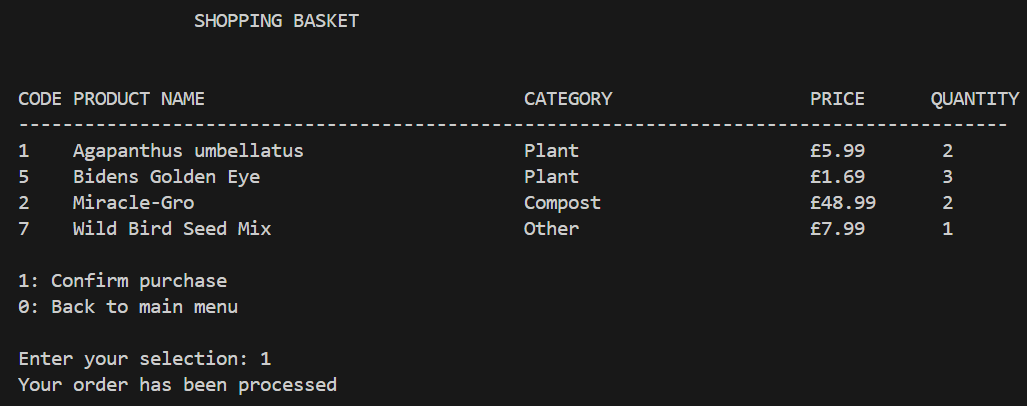 SHOPPING BASKET
CODE PRODUCT NAME CATEGORY PRICE QUANTITY
------------------------------------------------------------------------------------------
1 Agapanthus umbellatus Plant £5.99 2
5 Bidens Golden Eye Plant £1.69 3
2 Miracle-Gro Compost £48.99 2
7 Wild Bird Seed Mix Other £7.99 1
1: Confirm purchase
0: Back to main menu
Enter your selection: 1
Your order has been processed